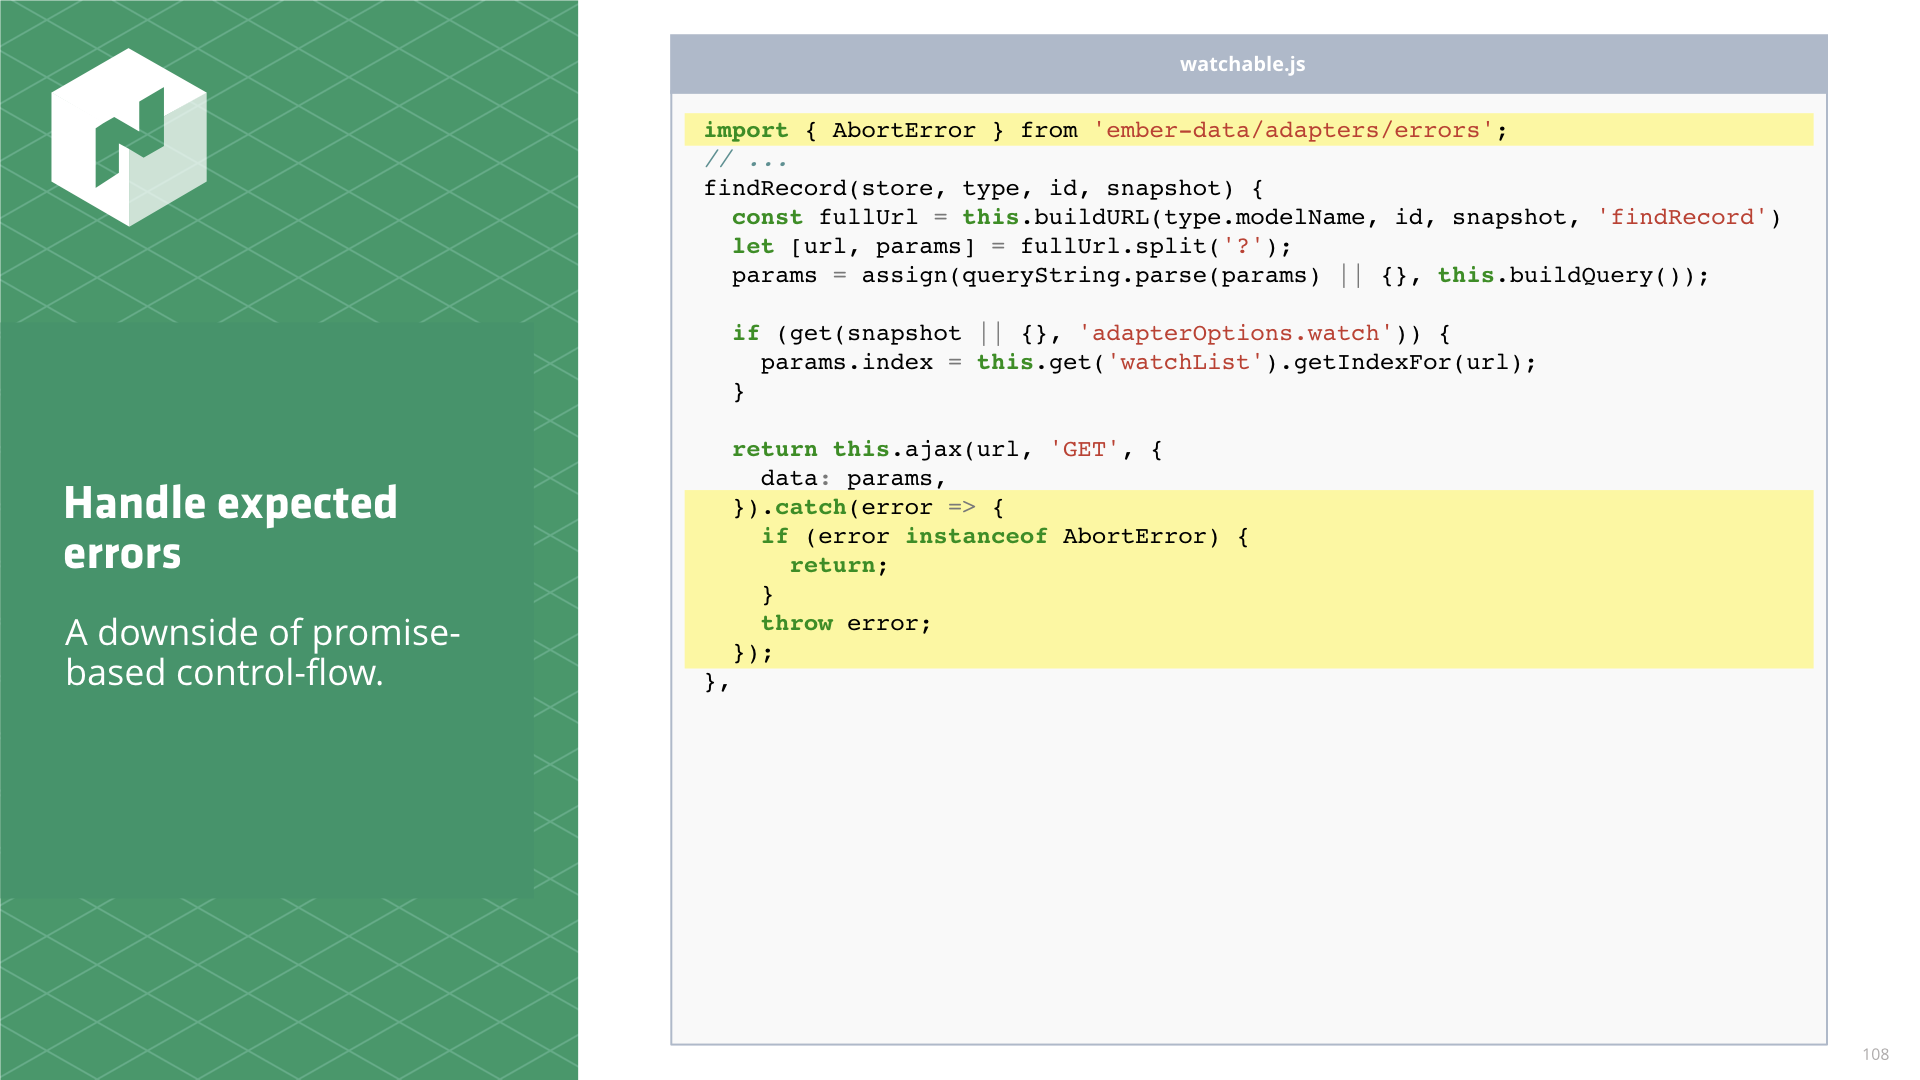 Handle expected
errors
A downside of promise-
based control-flow.
watchable.js
import { AbortError } from 'ember-data/adapters/errors';
// ...
findRecord(store, type, id, snapshot) {
  const fullUrl = this.buildURL(type.modelName, id, snapshot, 'findRecord')
  let [url, params] = fullUrl.split('?');
  params = assign(queryString.parse(params) || {}, this.buildQuery());

  if (get(snapshot || {}, 'adapterOptions.watch')) {
    params.index = this.get('watchList').getIndexFor(url);
  }

  return this.ajax(url, 'GET', {
    data: params,
  }).catch(error => {
    if (error instanceof AbortError) {
      return;
    }
    throw error;
  });
},
108